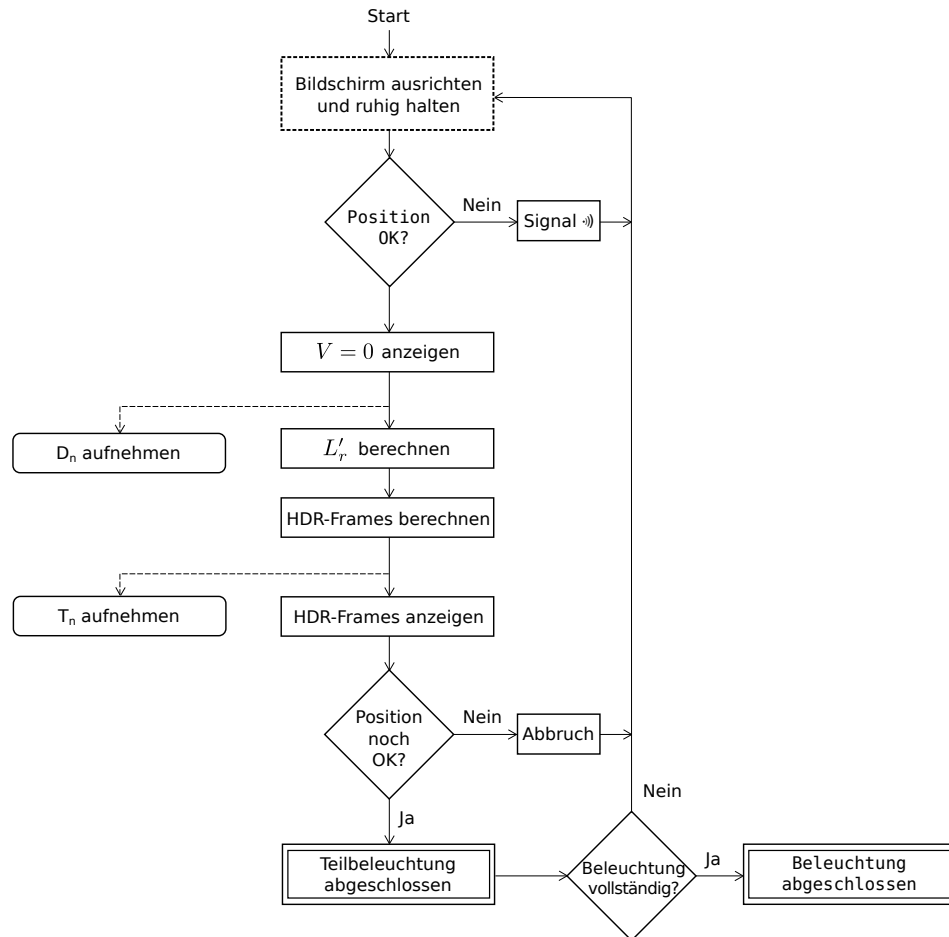 Start
Bildschirm ausrichten
und ruhig halten
Position
OK?
Nein
Signal
V = 0 anzeigen
Dₙ aufnehmen
L′ᵣ berechnen
HDR-Frames berechnen
Tₙ aufnehmen
HDR-Frames anzeigen
Position
noch
OK?
Nein
Abbruch
Ja
Nein
Teilbeleuchtung
abgeschlossen
Beleuchtung
vollständig?
Ja
Beleuchtung
abgeschlossen